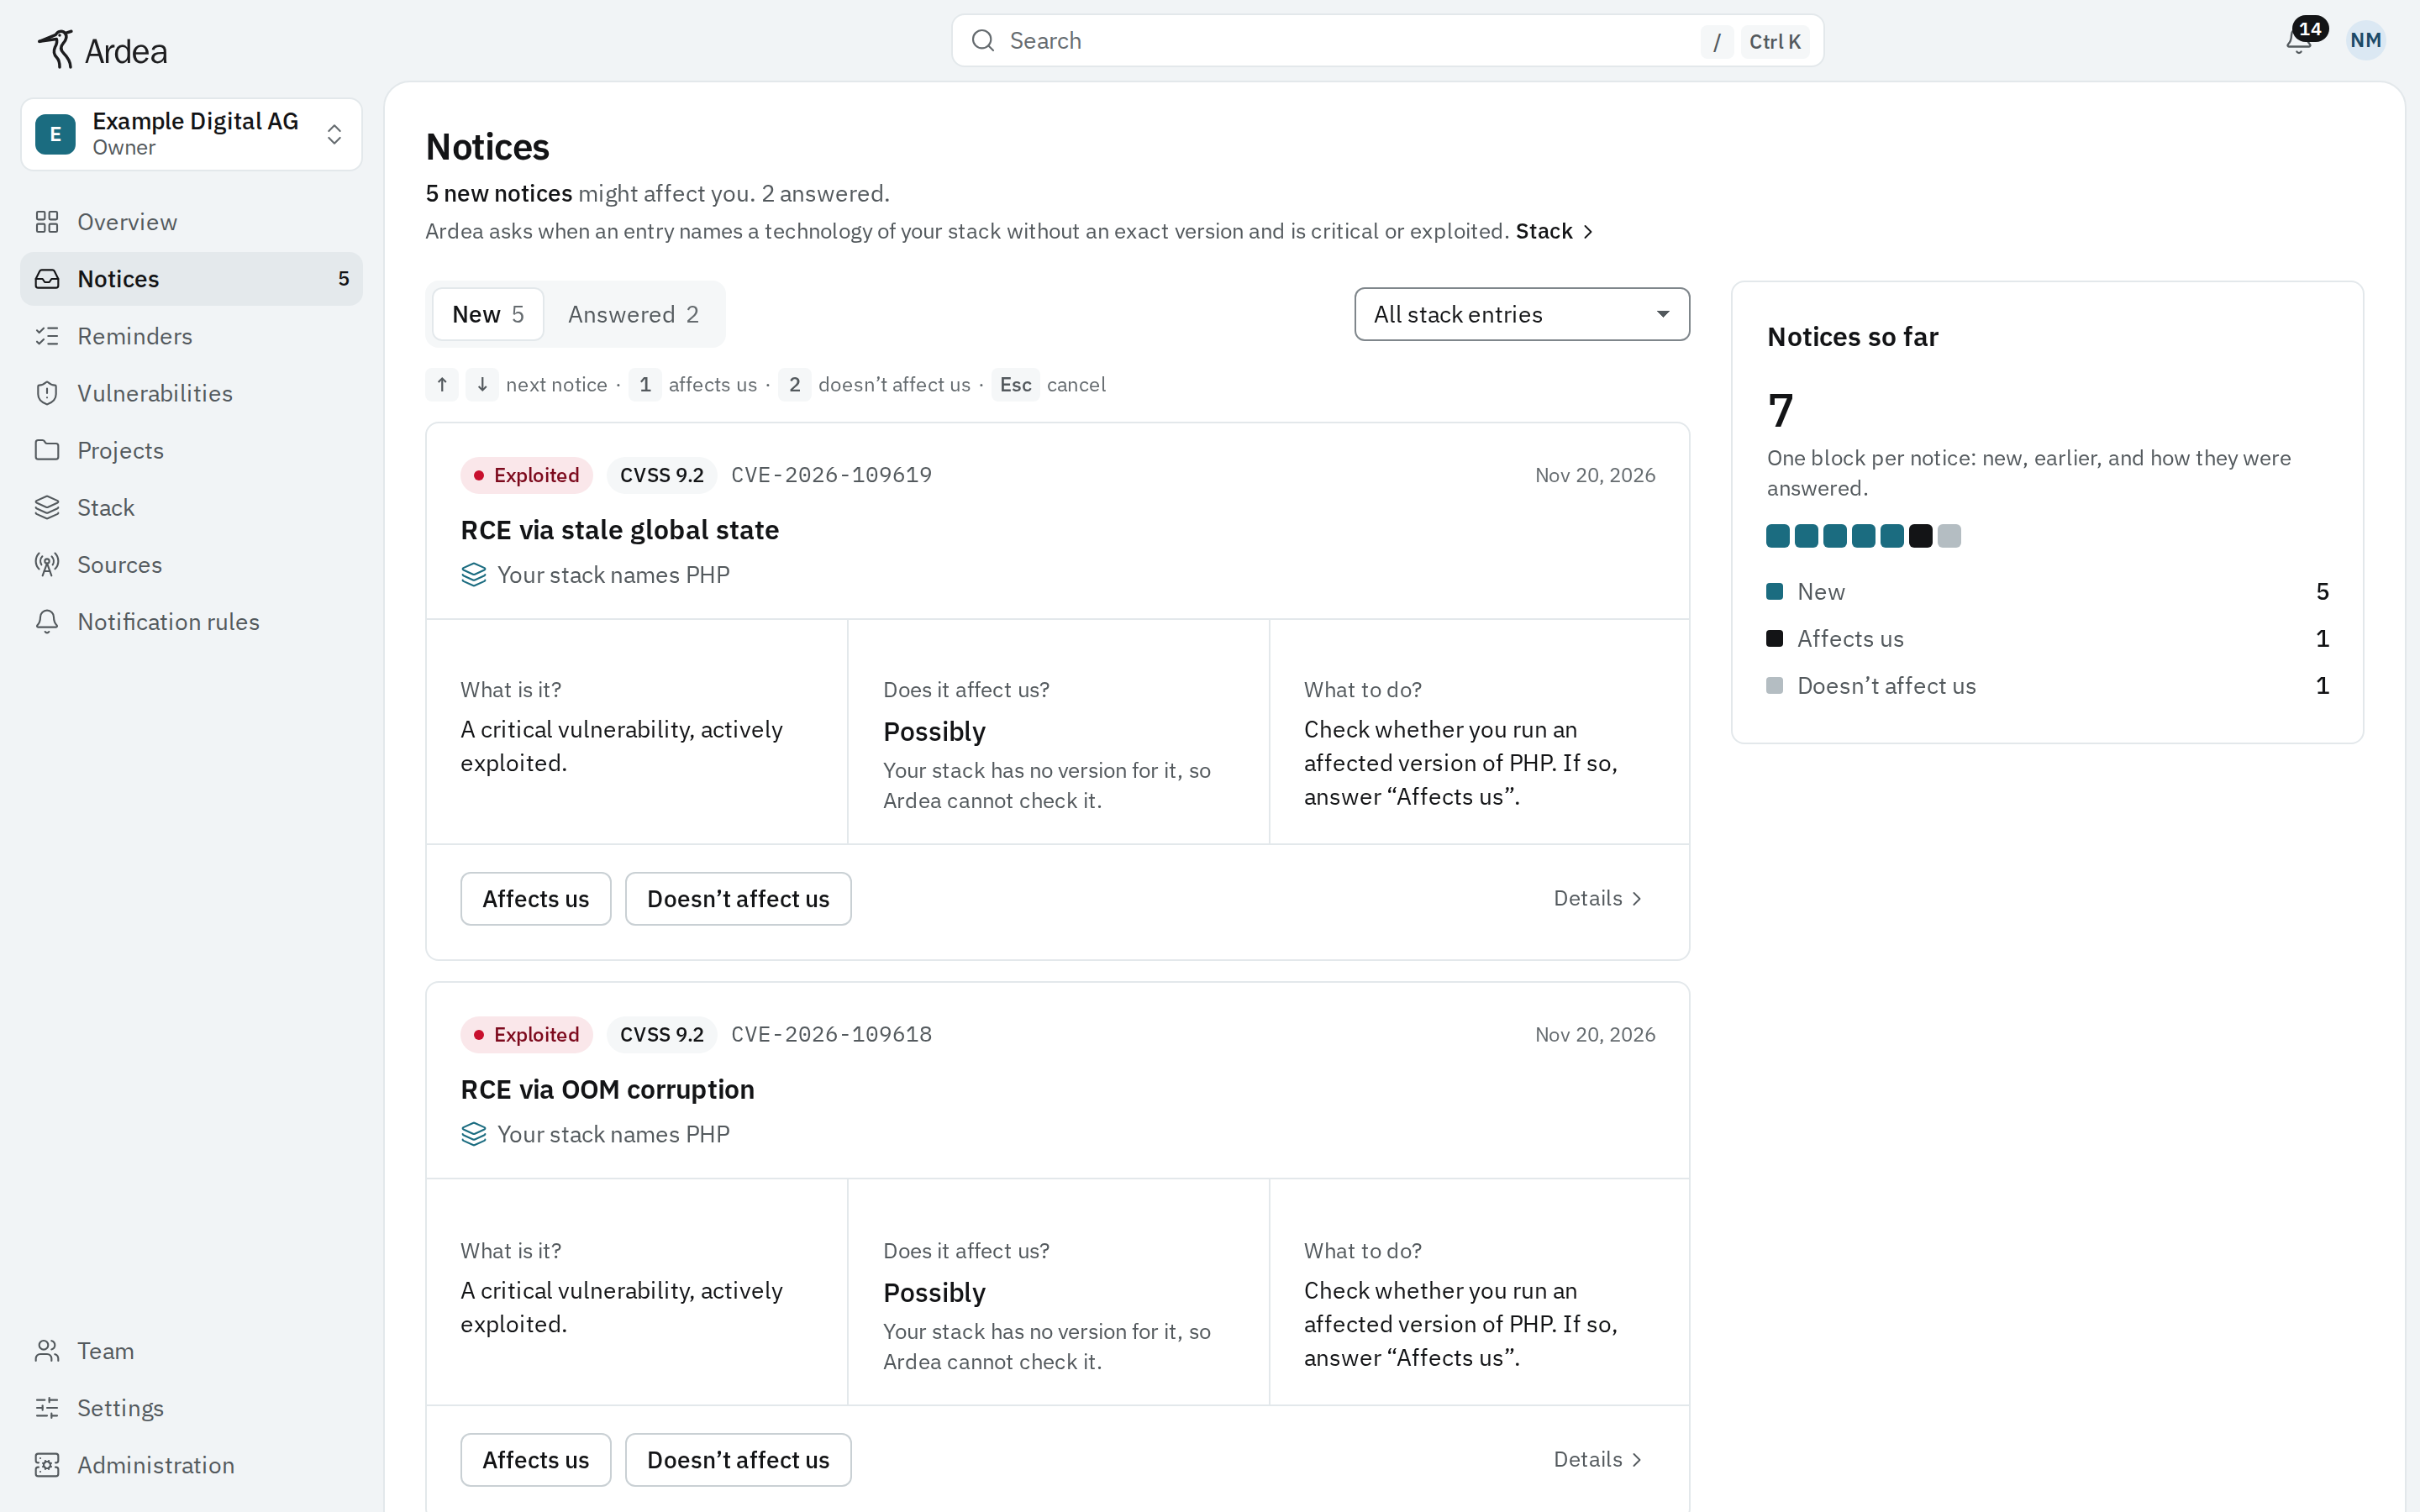 Ardea
Search
/ Ctrl K
14
NM
E
Example Digital AG
Owner
Overview
Notices 5
Reminders
Vulnerabilities
Projects
Stack
Sources
Notification rules
Team
Settings
Administration
Notices
5 new notices might affect you. 2 answered.
Ardea asks when an entry names a technology of your stack without an exact version and is critical or exploited. Stack
New 5 Answered 2
All stack entries
↑ ↓ next notice · 1 affects us · 2 doesn’t affect us · Esc cancel
Exploited CVSS 9.2 CVE-2026-109619 Nov 20, 2026
RCE via stale global state
Your stack names PHP
What is it?
A critical vulnerability, actively
exploited.
Does it affect us?
Possibly
Your stack has no version for it, so
Ardea cannot check it.
What to do?
Check whether you run an
affected version of PHP. If so,
answer “Affects us”.
Affects us Doesn’t affect us Details
Exploited CVSS 9.2 CVE-2026-109618 Nov 20, 2026
RCE via OOM corruption
Your stack names PHP
What is it?
A critical vulnerability, actively
exploited.
Does it affect us?
Possibly
Your stack has no version for it, so
Ardea cannot check it.
What to do?
Check whether you run an
affected version of PHP. If so,
answer “Affects us”.
Affects us Doesn’t affect us Details
Notices so far
7
One block per notice: new, earlier, and how they were
answered.
New 5
Affects us 1
Doesn’t affect us 1